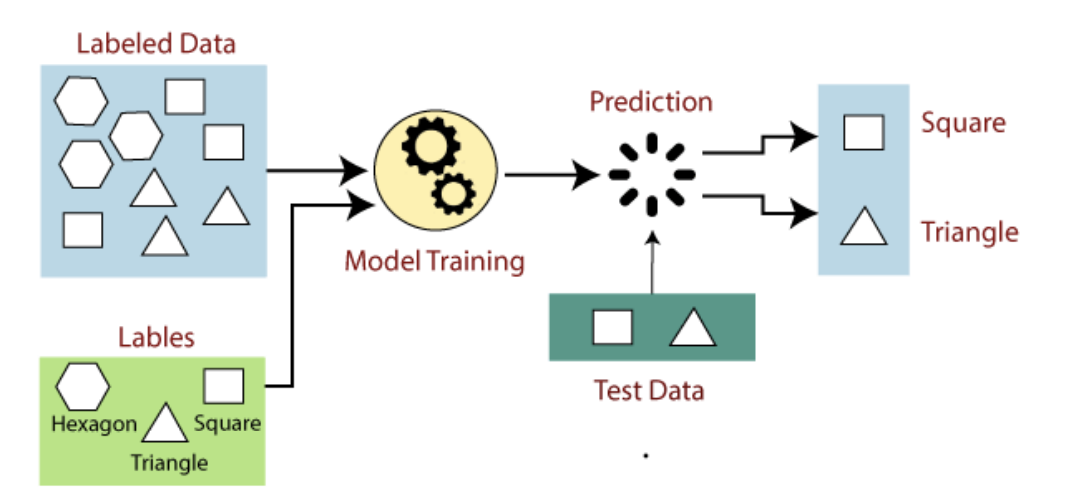 Labeled Data
Prediction
Square
Triangle
Model Training
Lables
Hexagon
Square
Triangle
Test Data
.